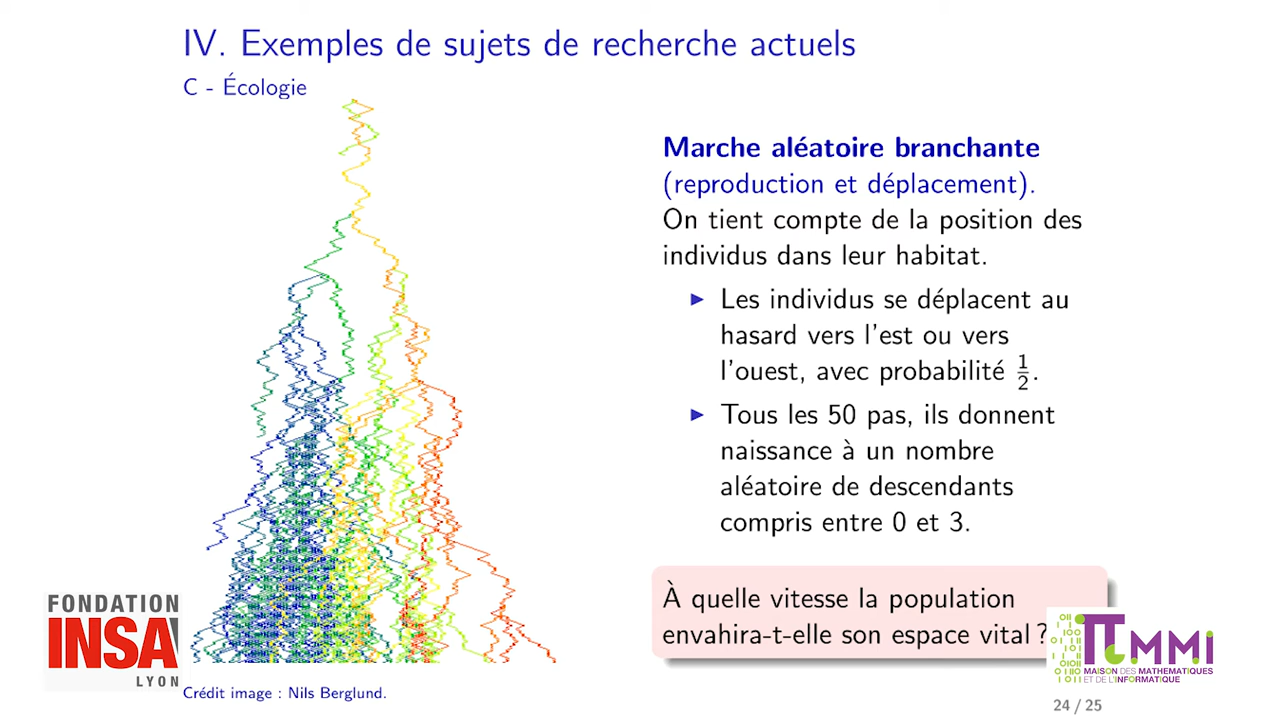 IV. Exemples de sujets de recherche actuels
C - Écologie
Marche aléatoire branchante
(reproduction et déplacement).
On tient compte de la position des
individus dans leur habitat.
▶ Les individus se déplacent au
hasard vers l'est ou vers
l'ouest, avec probabilité 1/2.
▶ Tous les 50 pas, ils donnent
naissance à un nombre
aléatoire de descendants
compris entre 0 et 3.
À quelle vitesse la population
envahira-t-elle son espace vital ?
FONDATION
INSA
LYON
Crédit image : Nils Berglund.
MMI
MAISON DES MATHEMATIQUES
ET DE L'INFORMATIQUE
24 / 25